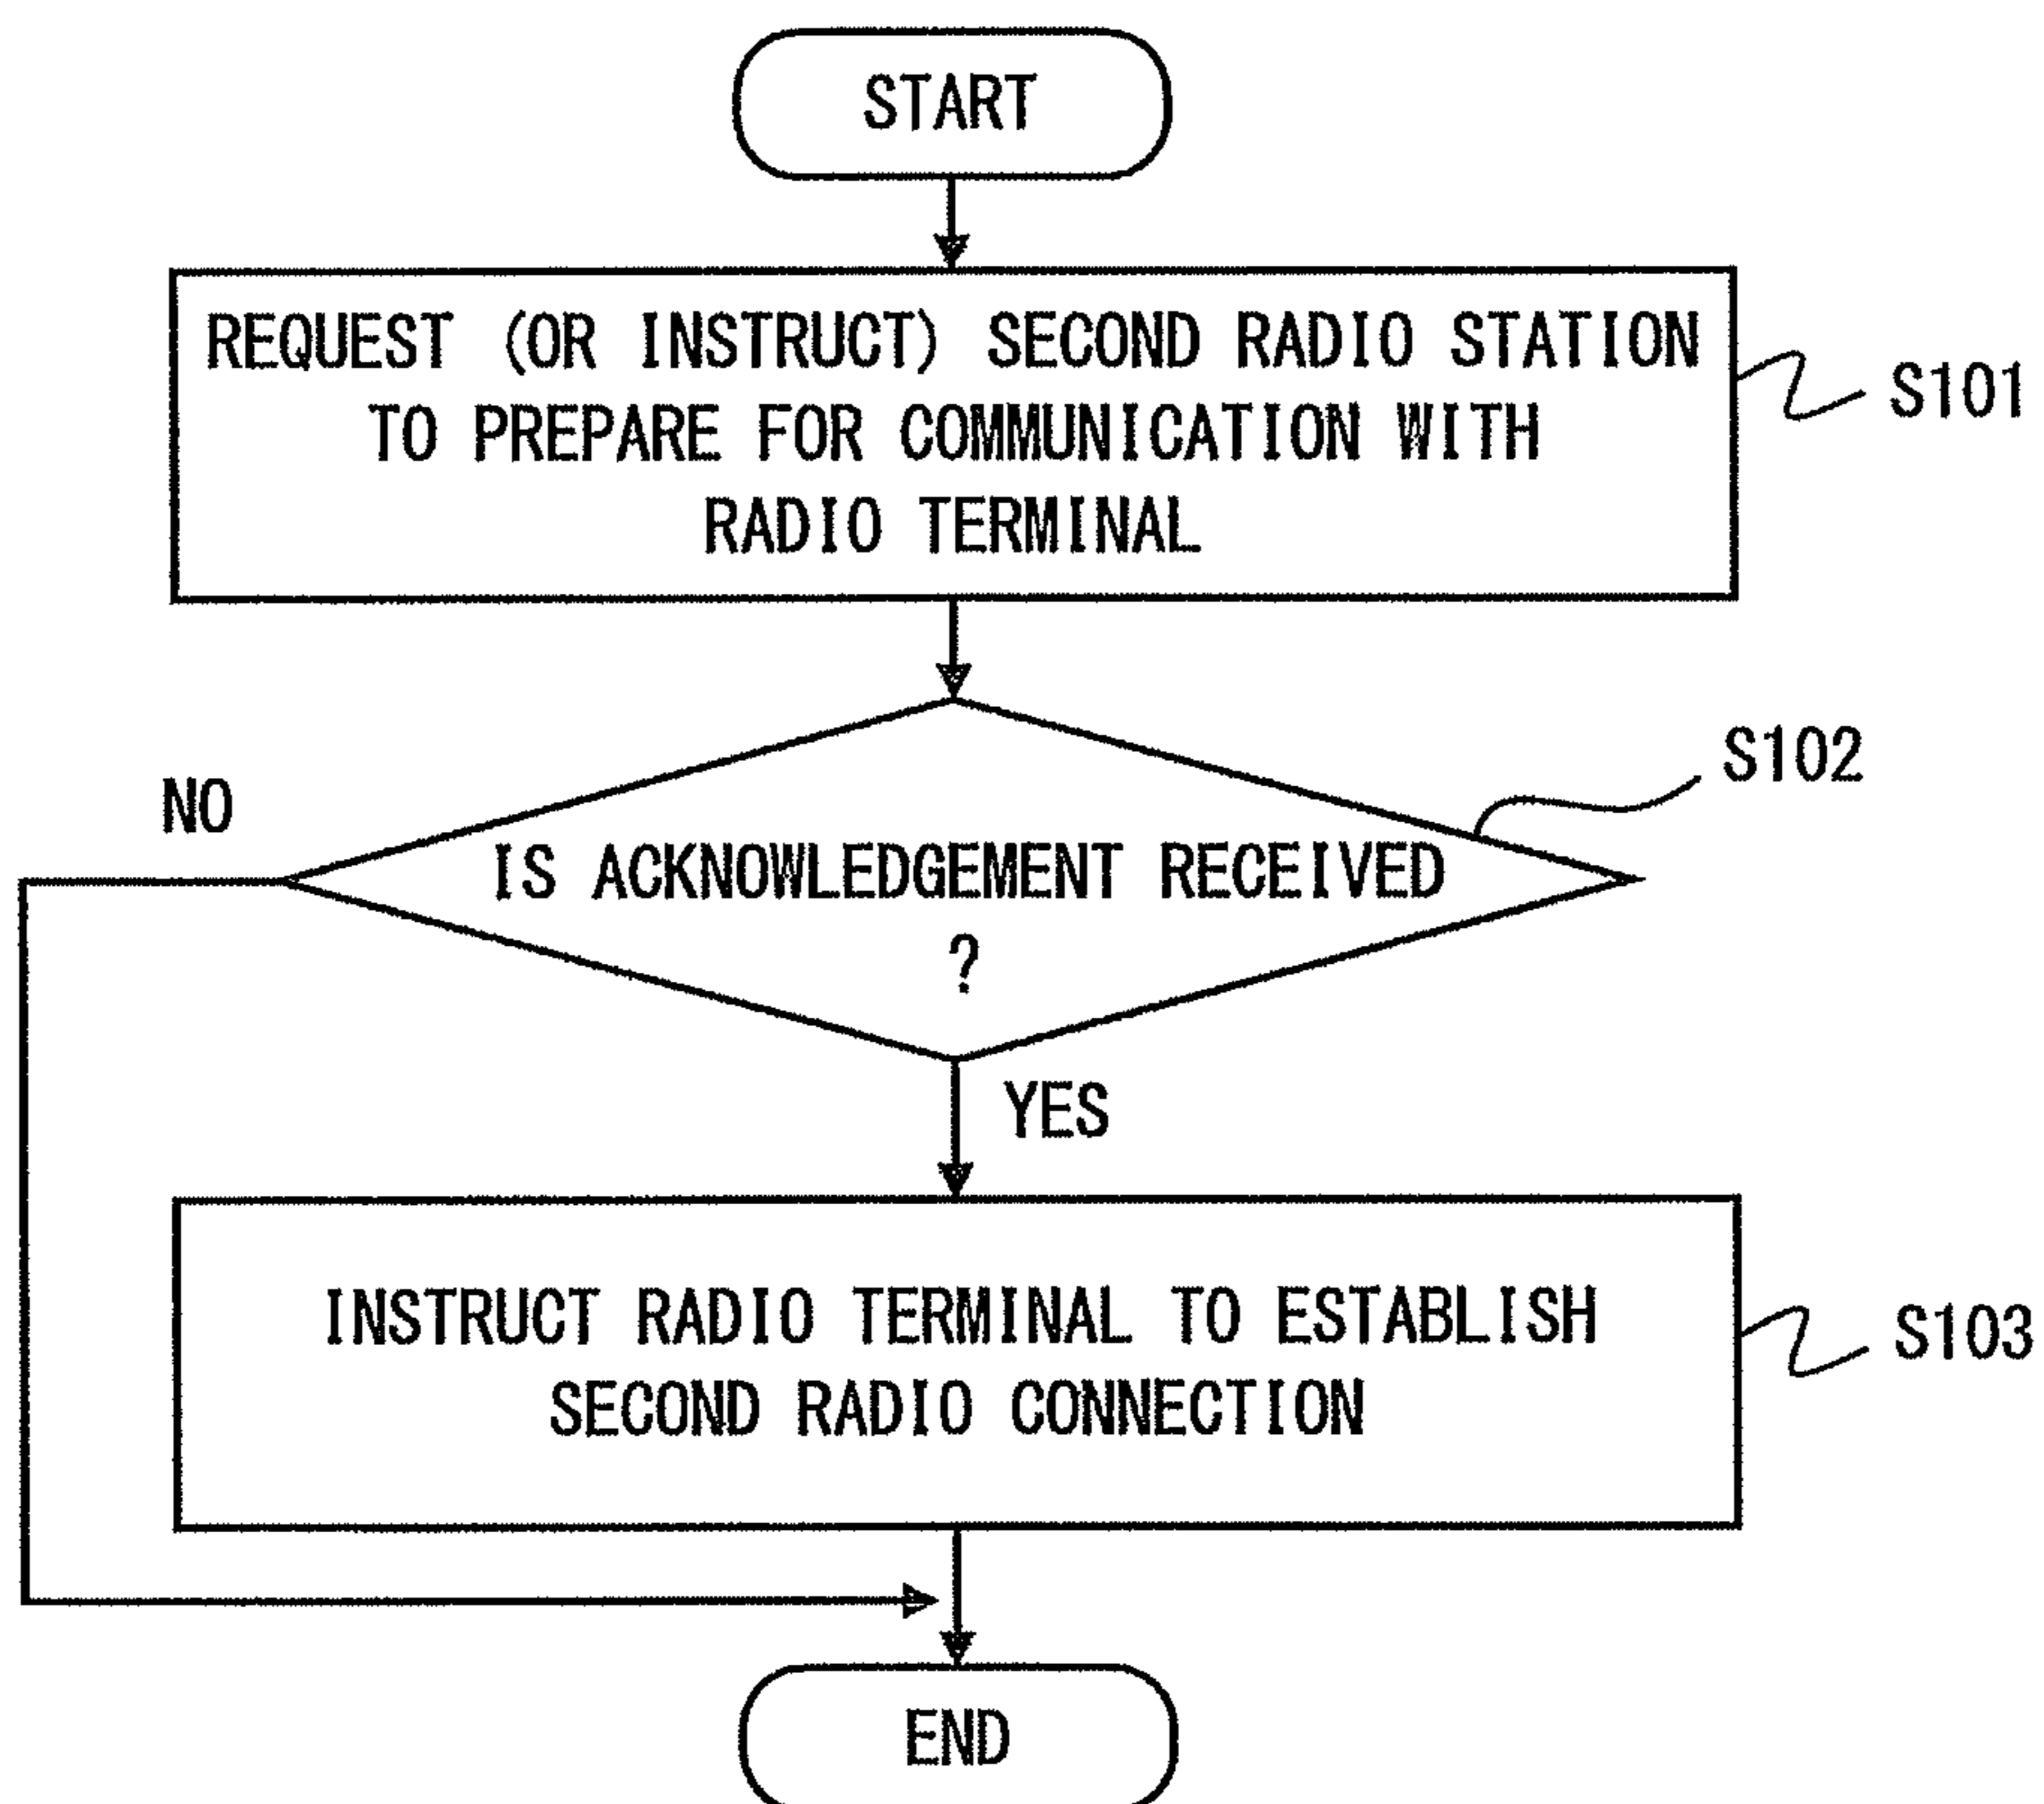 START
REQUEST (OR INSTRUCT) SECOND RADIO STATION
TO PREPARE FOR COMMUNICATION WITH
RADIO TERMINAL
S101
S102
NO
IS ACKNOWLEDGEMENT RECEIVED
?
YES
INSTRUCT RADIO TERMINAL TO ESTABLISH
SECOND RADIO CONNECTION
S103
END